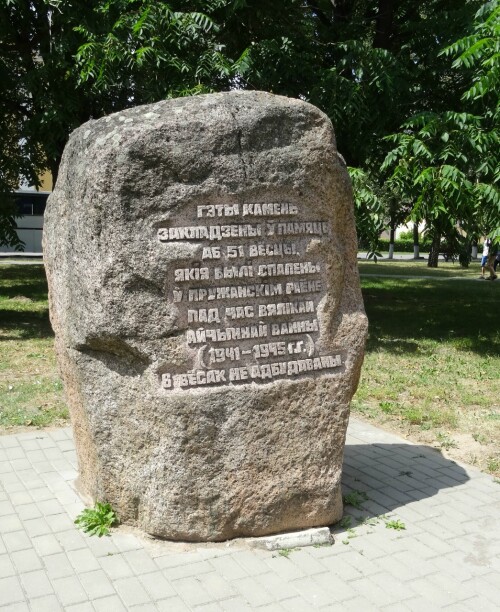 ГЭТЫ КАМЕНЬ
ЗАКЛАДЗЕНЫ У ПАМЯЦЬ
АБ 51 ВЕСЦЫ,
ЯКІЯ БЫЛІ СПАЛЕНЫ
У ПРУЖАНСКІМ РАЁНЕ
ПАД ЧАС ВЯЛІКАЙ
АЙЧЫННАЙ ВАЙНЫ
(1941-1945 г.г.)
8 ВЁСАК НЕ АДБУДАВАНЫ